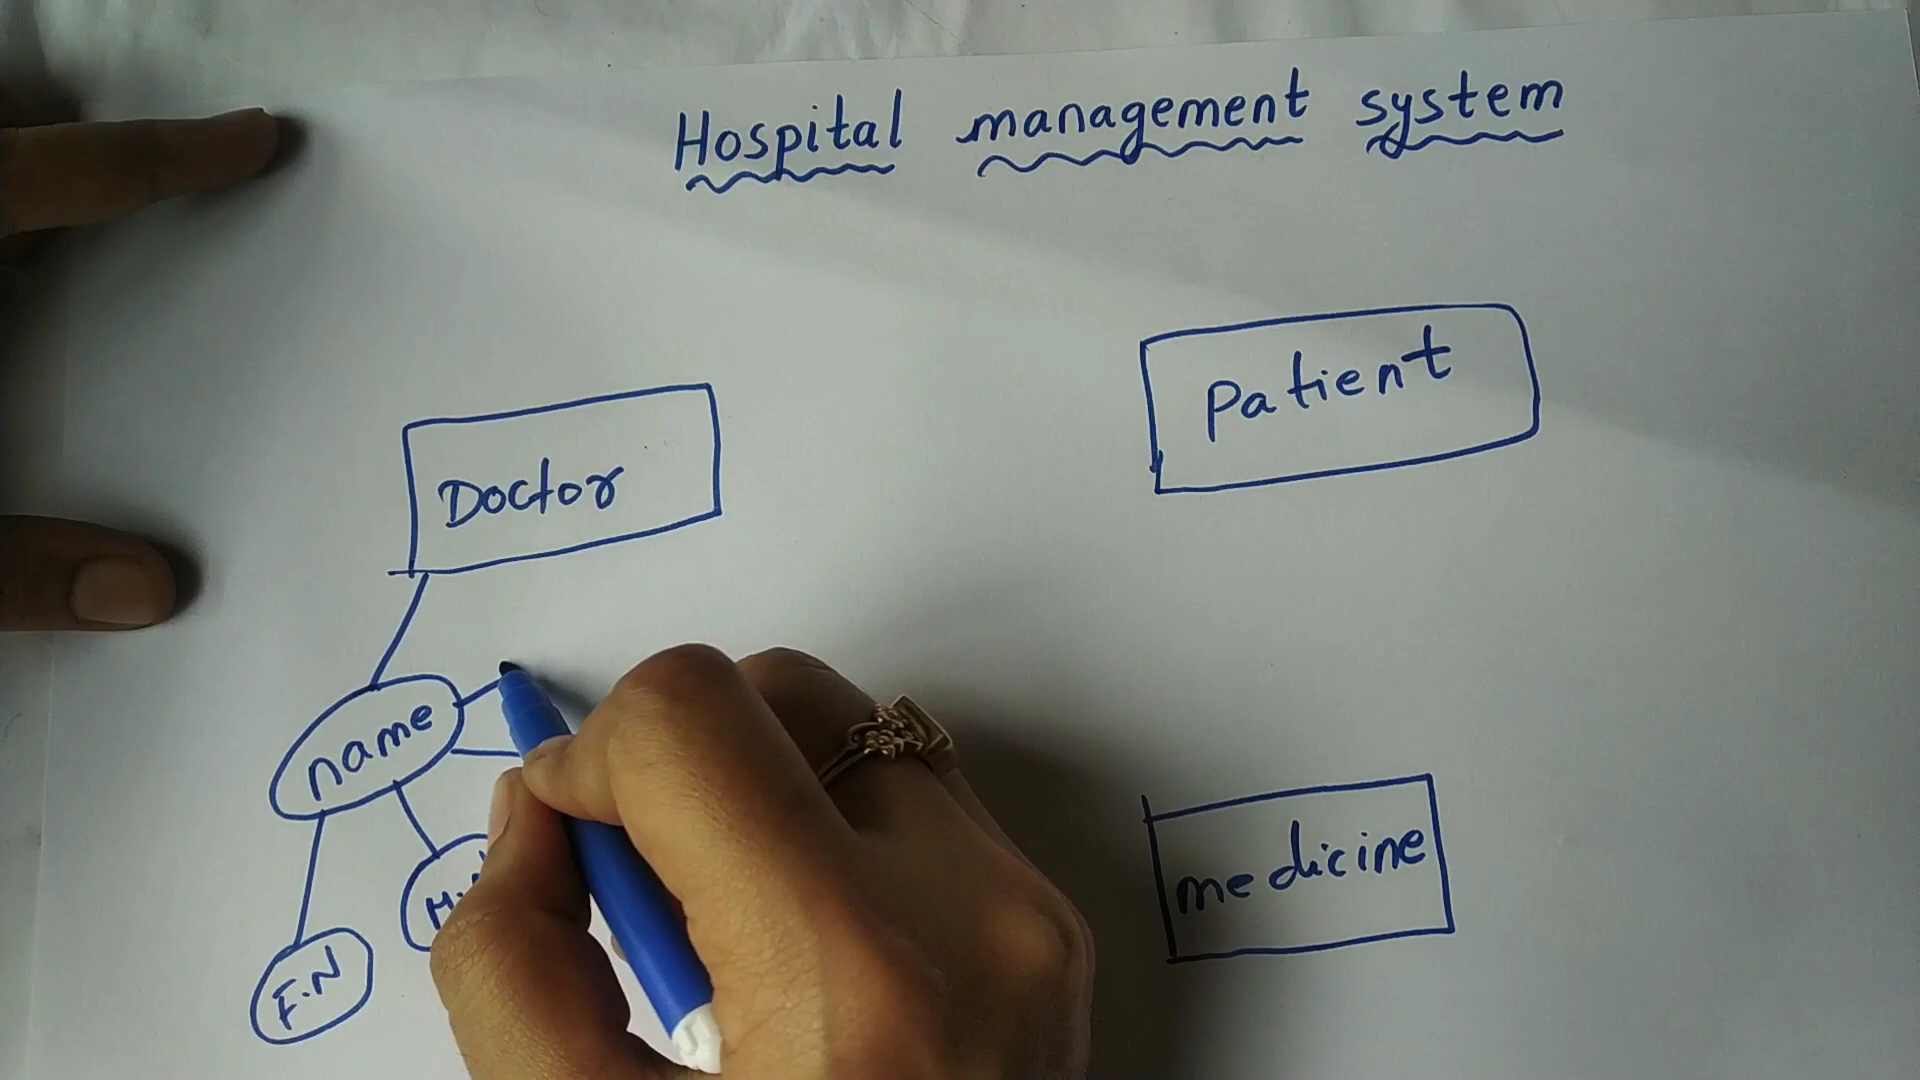 Hospital management system
Patient
Doctor
name
medicine
F.N